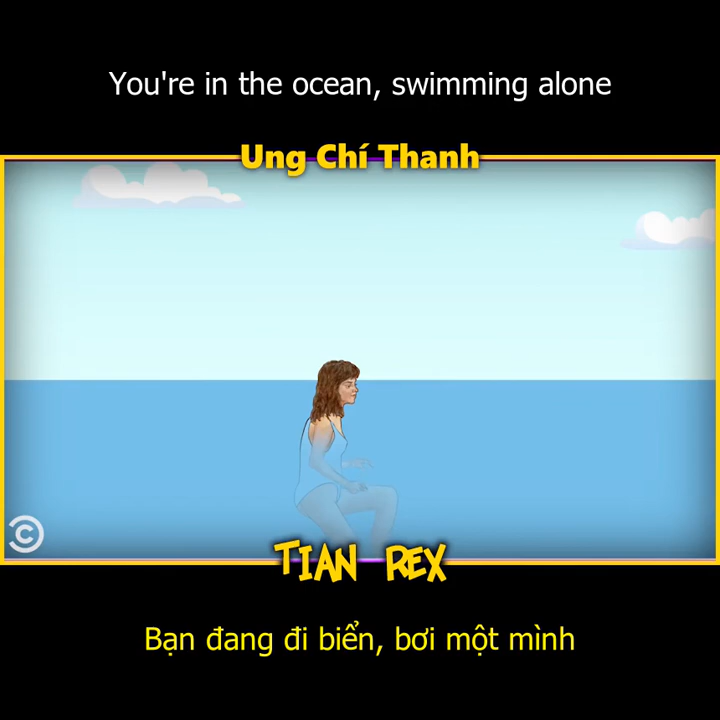 You're in the ocean, swimming alone
Ung Chí Thanh
TIAN REX
Bạn đang đi biển, bơi một mình